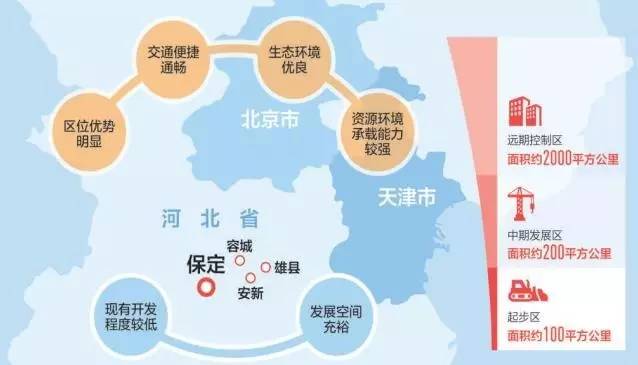 交通便捷
通畅
生态环境
优良
区位优势
明显
资源环境
承载能力
较强
北京市
天津市
河北省
容城
保定
雄县
安新
现有开发
程度较低
发展空间
充裕
远期控制区
面积约2000平方公里
中期发展区
面积约200平方公里
起步区
面积约100平方公里